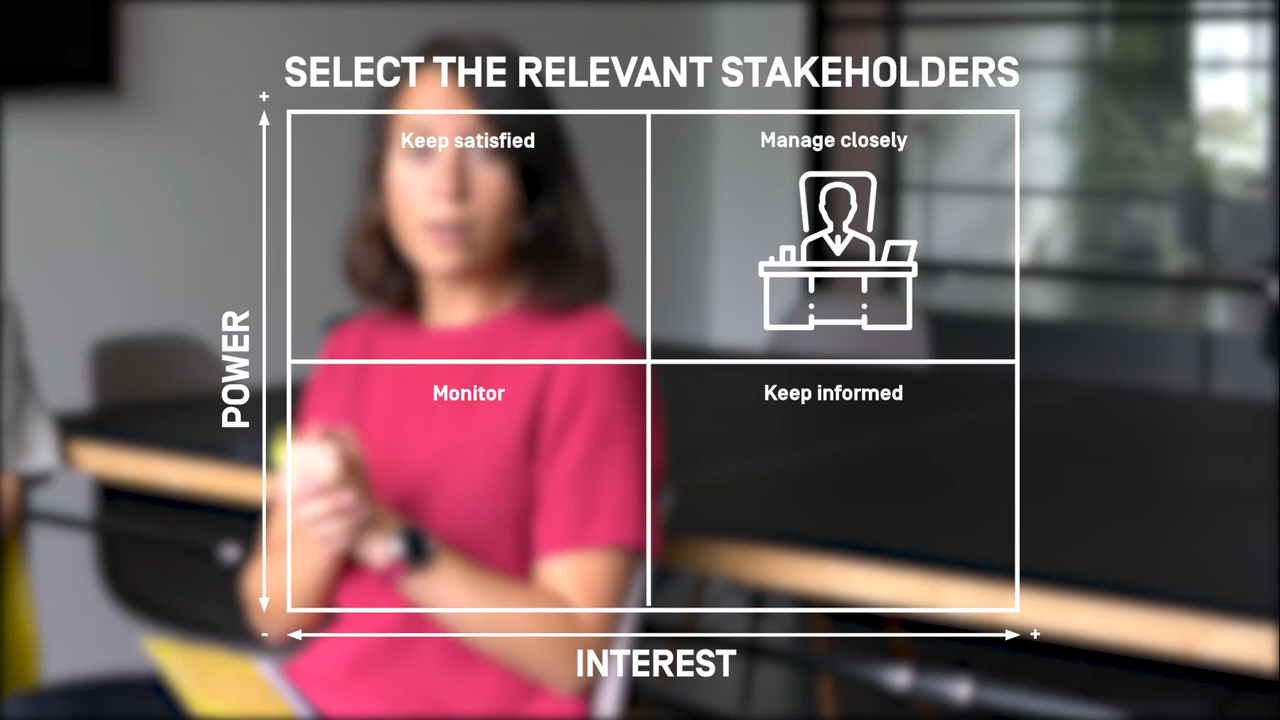 SELECT THE RELEVANT STAKEHOLDERS
+
Keep satisfied
Manage closely
POWER
Monitor
Keep informed
-
+
INTEREST